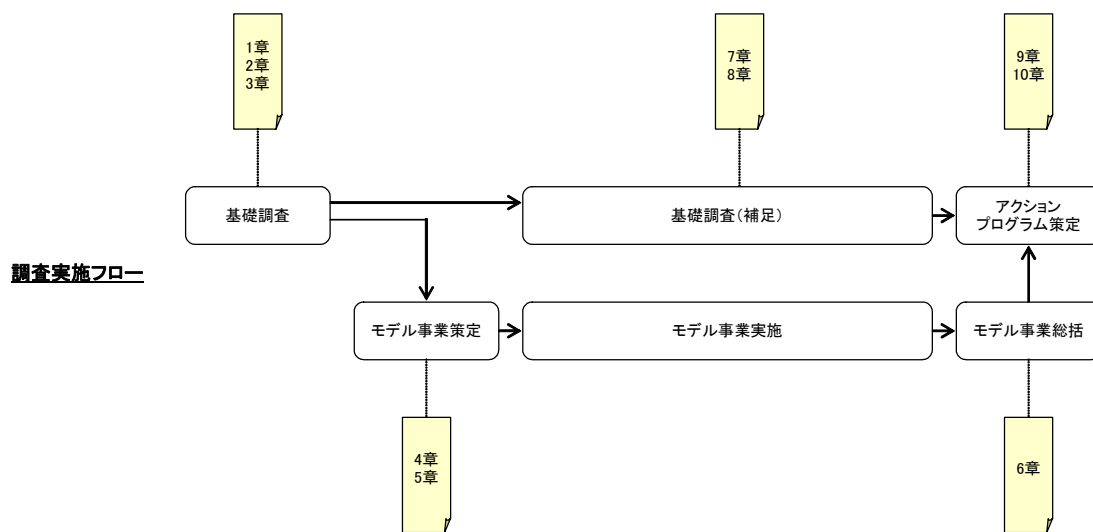 1章
2章
3章
7章
8章
9章
10章
基礎調査
基礎調査(補足)
アクション
プログラム策定
調査実施フロー
モデル事業策定
モデル事業実施
モデル事業総括
4章
5章
6章